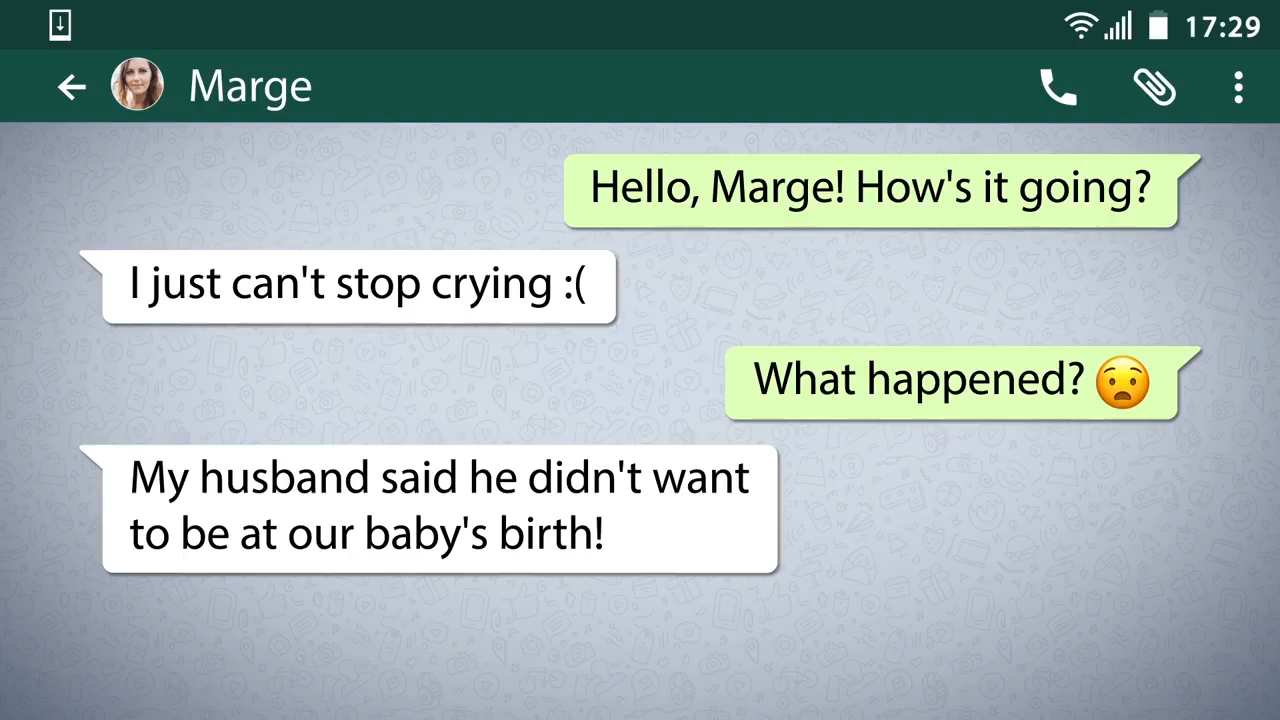 17:29
Marge
Hello, Marge! How's it going?
I just can't stop crying :(
What happened? 😧
My husband said he didn't want
to be at our baby's birth!